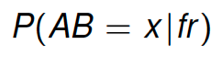 P(AB = x|fr)